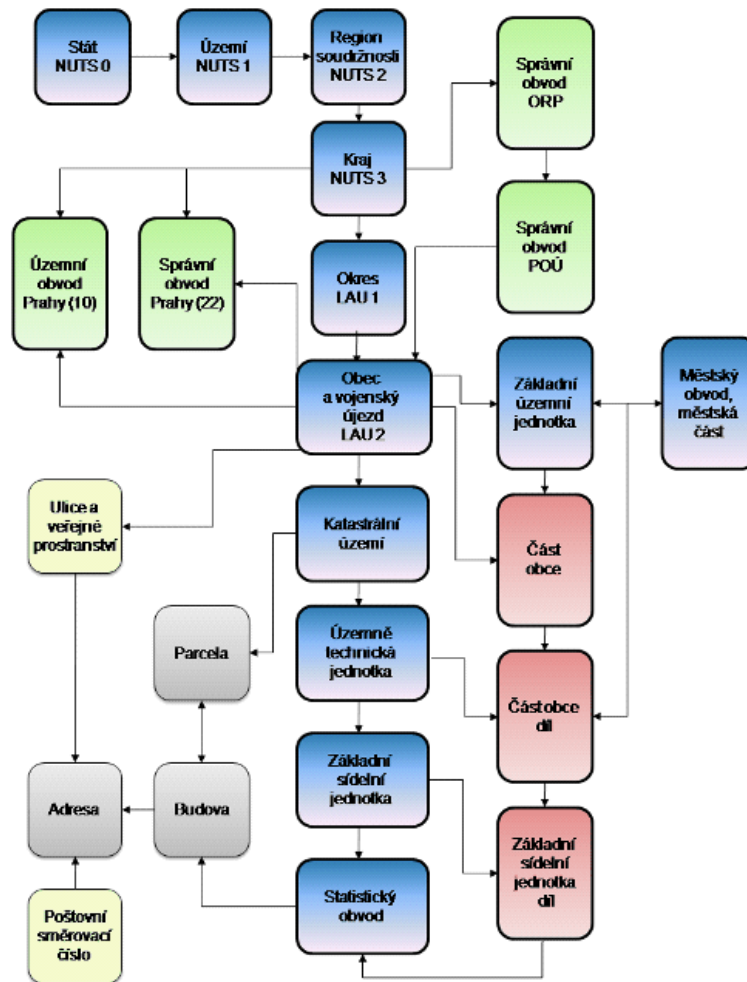 Stát
NUTS 0
Území
NUTS 1
Region
soudržnosti
NUTS 2
Správní
obvod
ORP
Kraj
NUTS 3
Správní
obvod
POÚ
Územní
obvod
Prahy (10)
Správní
obvod
Prahy (22)
Okres
LAU 1
Obec
a vojenský
újezd
LAU 2
Základní
územní
jednotka
Městský
obvod,
městská
část
Ulice a
veřejné
prostranství
Katastrální
území
Část
obce
Parcela
Územně
technická
jednotka
Část obce
díl
Adresa
Budova
Základní
sídelní
jednotka
Základní
sídelní
jednotka
díl
Poštovní
směrovací
číslo
Statistický
obvod